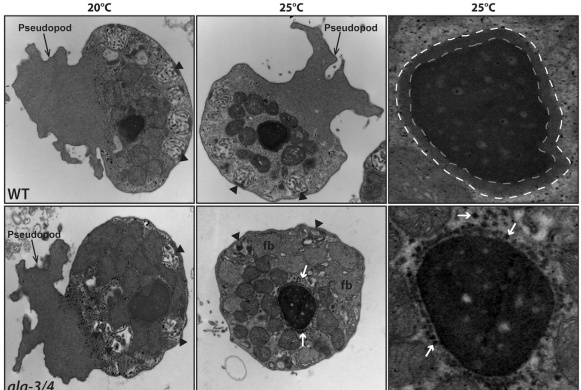 20°C 25°C 25°C
Pseudopod Pseudopod
WT
Pseudopod
fb
fb
alg-3/4